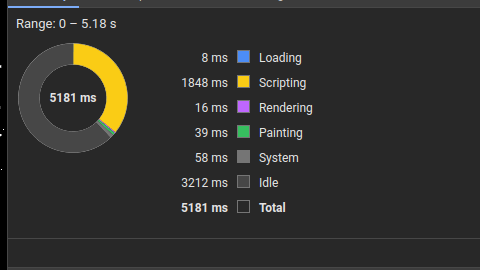 Range: 0 – 5.18 s
5181 ms
8 ms Loading
1848 ms Scripting
16 ms Rendering
39 ms Painting
58 ms System
3212 ms Idle
5181 ms Total